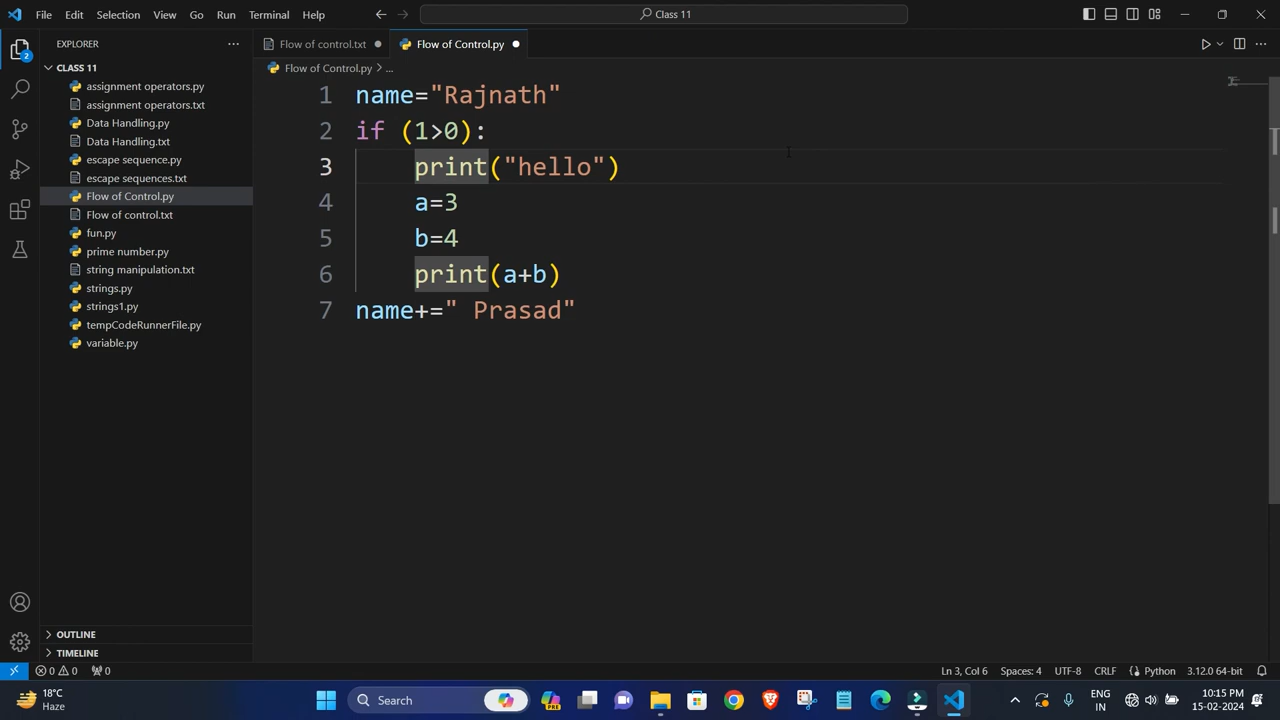 File Edit Selection View Go Run Terminal Help
Class 11
EXPLORER
Flow of control.txt
Flow of Control.py
CLASS 11
Flow of Control.py > ...
assignment operators.py
assignment operators.txt
Data Handling.py
Data Handling.txt
escape sequence.py
escape sequences.txt
Flow of Control.py
Flow of control.txt
fun.py
prime number.py
string manipulation.txt
strings.py
strings1.py
tempCodeRunnerFile.py
variable.py
1 name="Rajnath"
2 if (1>0):
3 print("hello")
4 a=3
5 b=4
6 print(a+b)
7 name+=" Prasad"
OUTLINE
TIMELINE
2
0 0 0
Ln 3, Col 6 Spaces: 4 UTF-8 CRLF Python 3.12.0 64-bit
18°C
Haze
Search
PRE
ENG
IN
10:15 PM
15-02-2024